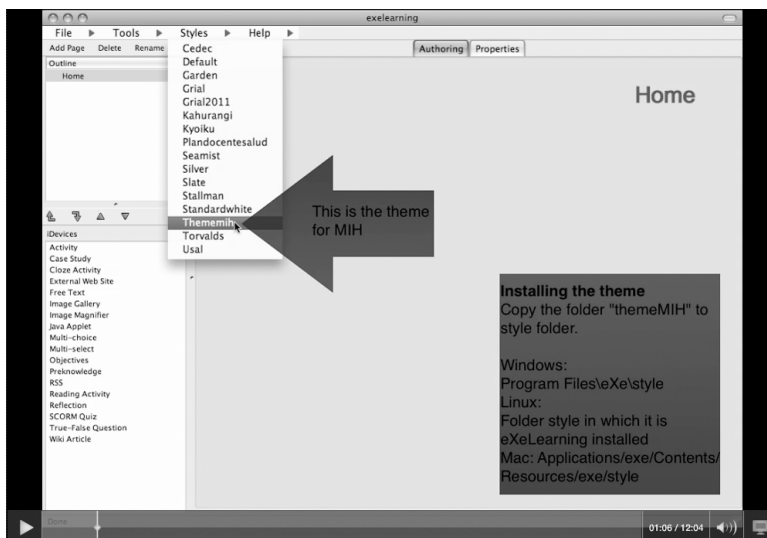 exelearning
File Tools Styles Help
Add Page Delete Rename
Authoring Properties
Outline
Home
Cedec
Default
Garden
Grial
Grial2011
Kahurangi
Kyoiku
Plandocentesalud
Seamist
Silver
Slate
Stallman
Standardwhite
Thememih
Torvalds
Usal
Home
This is the theme
for MIH
iDevices
Activity
Case Study
Cloze Activity
External Web Site
Free Text
Image Gallery
Image Magnifier
Java Applet
Multi-choice
Multi-select
Objectives
Preknowledge
RSS
Reading Activity
Reflection
SCORM Quiz
True-False Question
Wiki Article
Installing the theme
Copy the folder "themeMIH" to
style folder.
Windows:
Program Files\eXe\style
Linux:
Folder style in which it is
eXeLearning installed
Mac: Applications/exe/Contents/
Resources/exe/style
Done
01:06 / 12:04